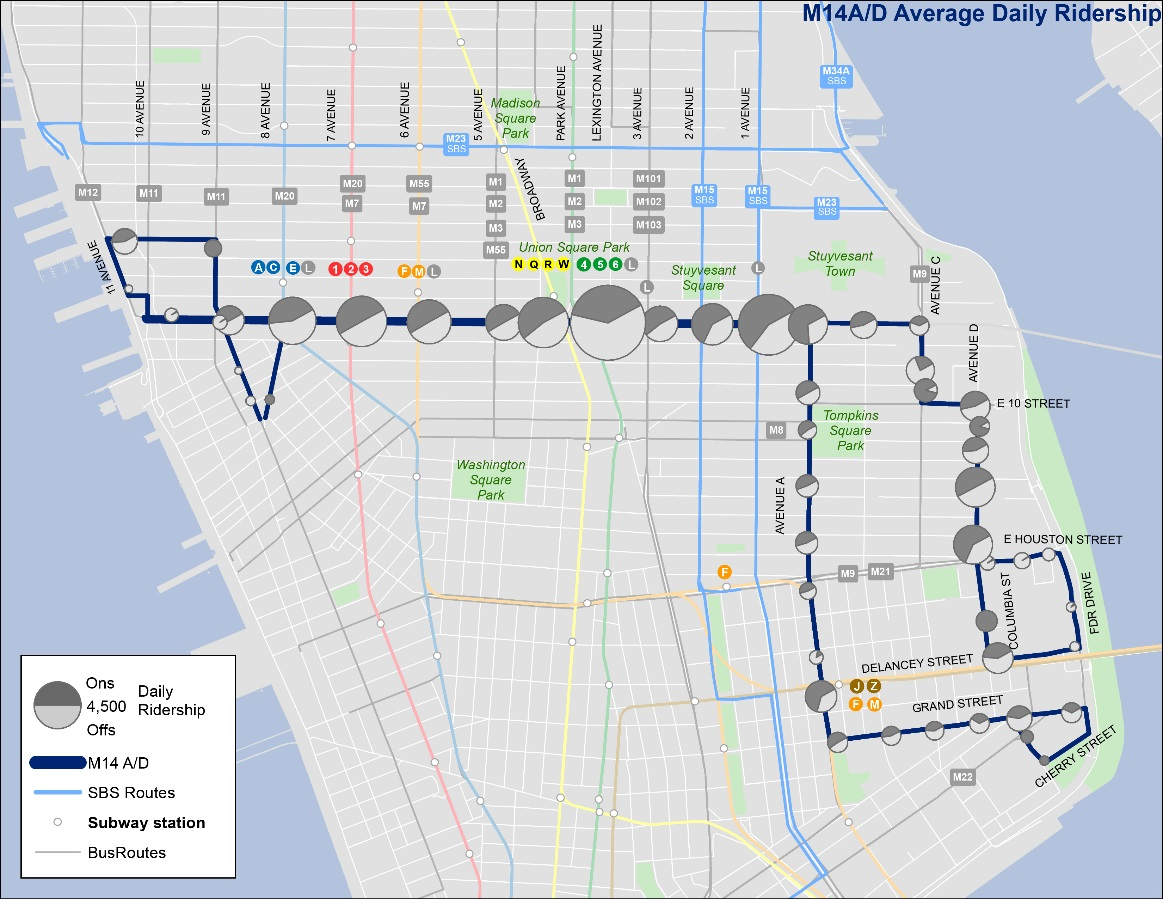 M14A/D Average Daily Ridership
M34A
SBS
10 AVENUE
9 AVENUE
8 AVENUE
7 AVENUE
6 AVENUE
5 AVENUE
Madison
Square
Park
PARK AVENUE
LEXINGTON AVENUE
3 AVENUE
2 AVENUE
1 AVENUE
M23
SBS
BROADWAY
M12
M11
M11
M20
M20
M7
M55
M7
M1
M2
M3
M55
M1
M2
M3
M101
M102
M103
M15
SBS
M15
SBS
M23
SBS
11 AVENUE
A C E L
1 2 3
F M L
Union Square Park
N Q R W 4 5 6 L
L
Stuyvesant
Square
L
Stuyvesant
Town
M9
AVENUE C
AVENUE D
E 10 STREET
M8
Tompkins
Square
Park
Washington
Square
Park
AVENUE A
E HOUSTON STREET
F
M9
M21
COLUMBIA ST
FDR DRIVE
DELANCEY STREET
J Z
F M
GRAND STREET
CHERRY STREET
M22
Ons
4,500
Offs
Daily
Ridership
M14 A/D
SBS Routes
Subway station
BusRoutes